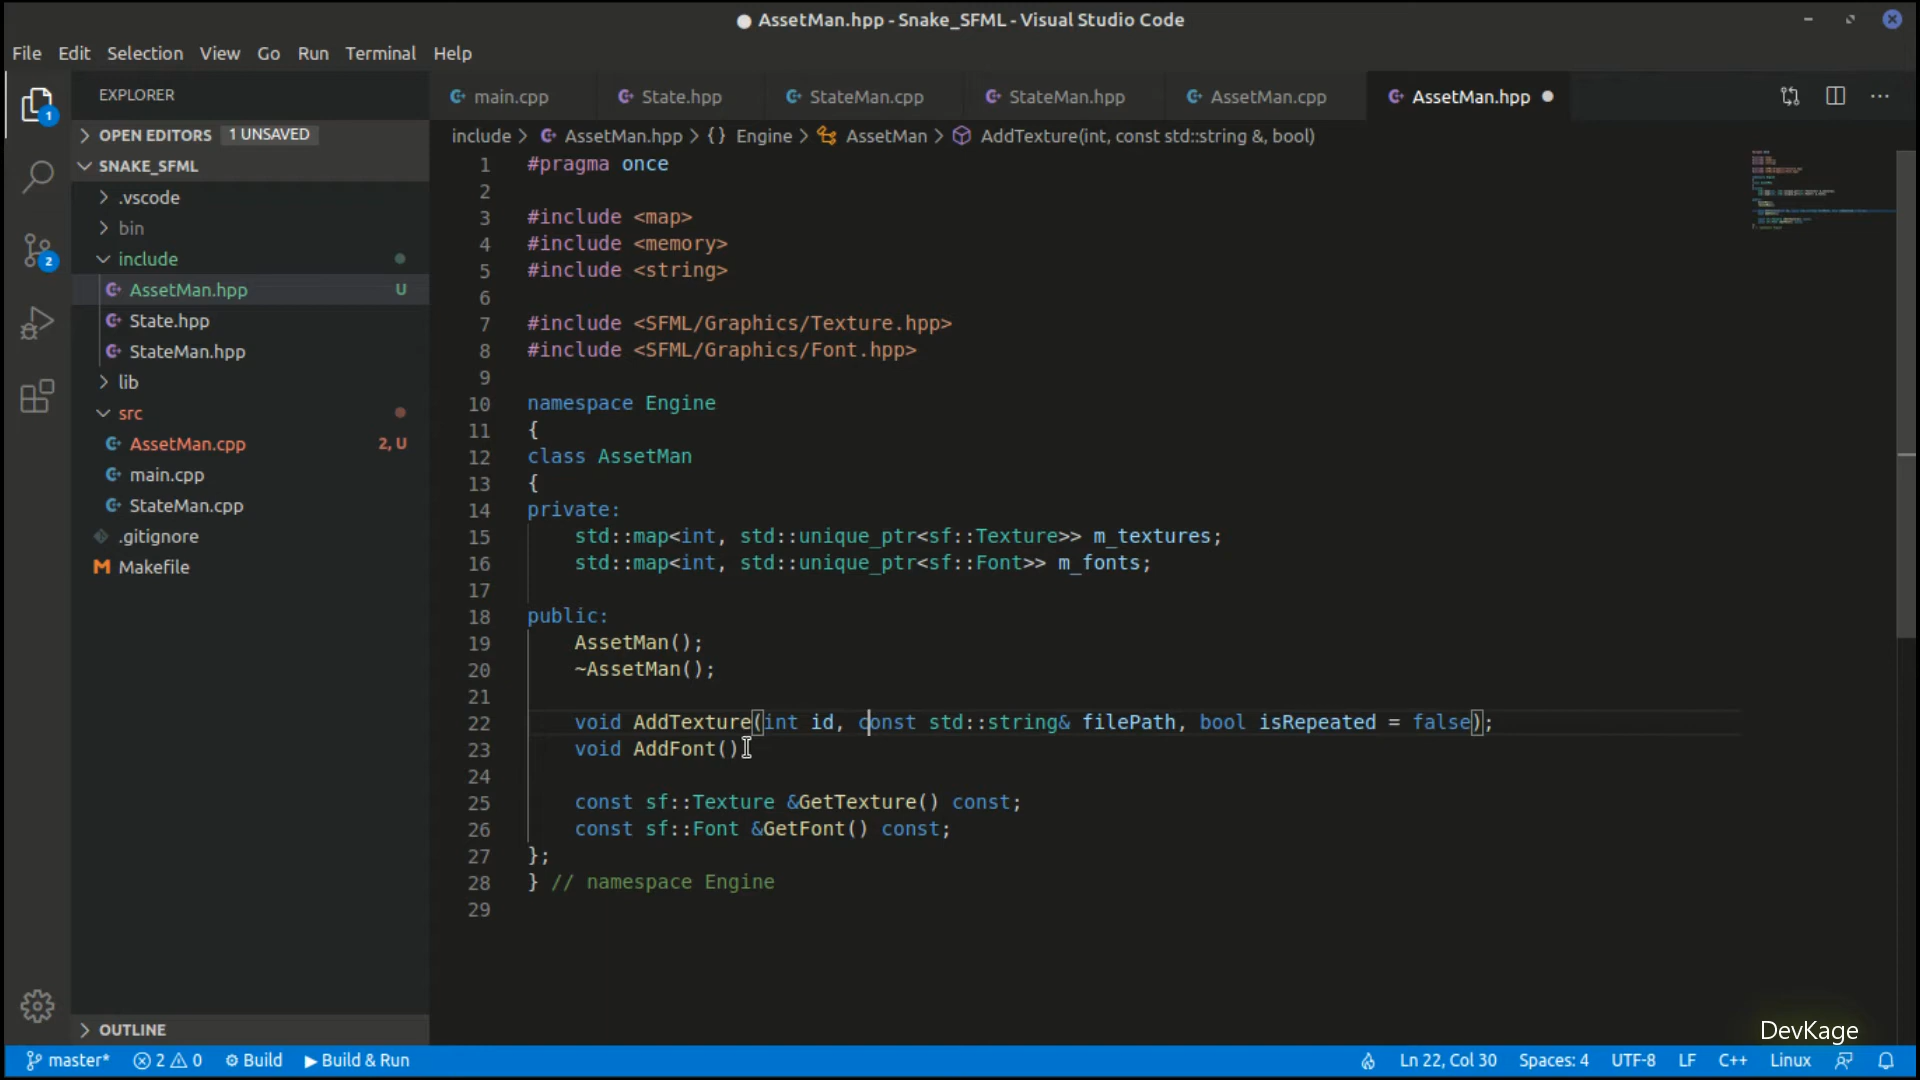 AssetMan.hpp - Snake_SFML - Visual Studio Code
File Edit Selection View Go Run Terminal Help
EXPLORER
OPEN EDITORS 1 UNSAVED
SNAKE_SFML
.vscode
bin
include
AssetMan.hpp U
State.hpp
StateMan.hpp
lib
src
AssetMan.cpp 2, U
main.cpp
StateMan.cpp
.gitignore
Makefile
OUTLINE
1
2
main.cpp State.hpp StateMan.cpp StateMan.hpp AssetMan.cpp AssetMan.hpp
include > AssetMan.hpp > {} Engine > AssetMan > AddTexture(int, const std::string &, bool)
1 #pragma once
2
3 #include <map>
4 #include <memory>
5 #include <string>
6
7 #include <SFML/Graphics/Texture.hpp>
8 #include <SFML/Graphics/Font.hpp>
9
10 namespace Engine
11 {
12 class AssetMan
13 {
14 private:
15 std::map<int, std::unique_ptr<sf::Texture>> m_textures;
16 std::map<int, std::unique_ptr<sf::Font>> m_fonts;
17
18 public:
19 AssetMan();
20 ~AssetMan();
21
22 void AddTexture(int id, const std::string& filePath, bool isRepeated = false);
23 void AddFont()
24
25 const sf::Texture &GetTexture() const;
26 const sf::Font &GetFont() const;
27 };
28 } // namespace Engine
29
DevKage
master* 2 0 Build Build & Run Ln 22, Col 30 Spaces: 4 UTF-8 LF C++ Linux